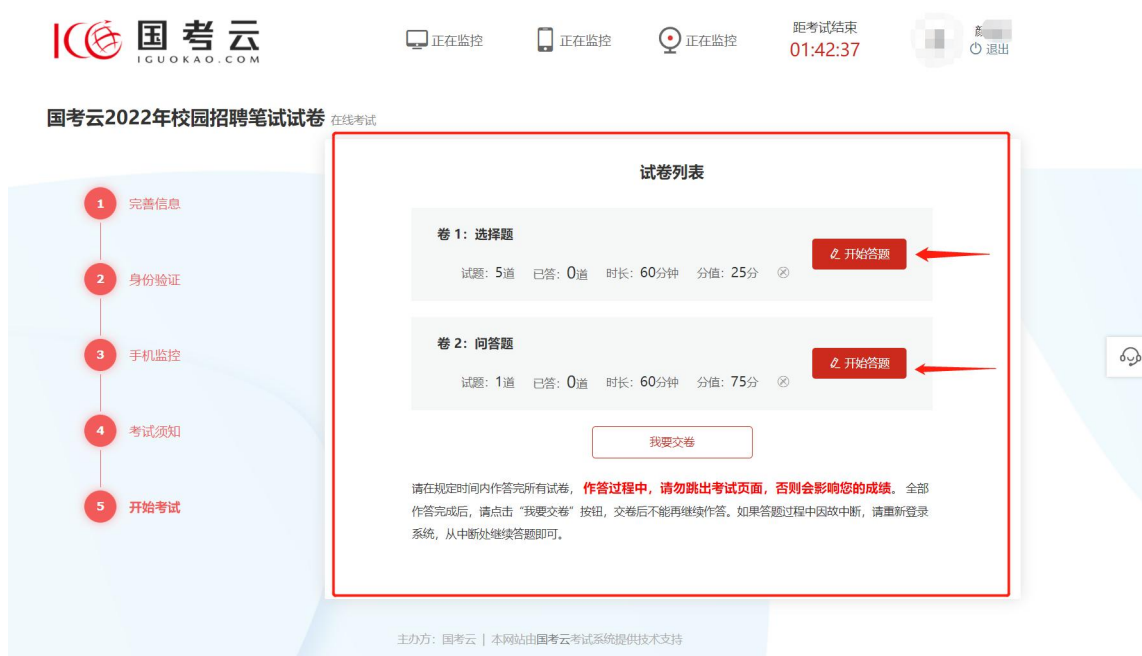 国考云
IGUOKAO.COM
正在监控
正在监控
正在监控
距考试结束
01:42:37
退出
国考云2022年校园招聘笔试试卷 在线考试
1 完善信息
2 身份验证
3 手机监控
4 考试须知
5 开始考试
试卷列表
卷 1：选择题
试题：5道 已答：0道 时长：60分钟 分值：25分
开始答题
卷 2：问答题
试题：1道 已答：0道 时长：60分钟 分值：75分
开始答题
我要交卷
请在规定时间内作答完所有试卷，作答过程中，请勿跳出考试页面，否则会影响您的成绩。全部
作答完成后，请点击“我要交卷”按钮，交卷后不能再继续作答。如果答题过程中因故中断，请重新登录
系统，从中断处继续答题即可。
主办方：国考云 | 本网站由国考云考试系统提供技术支持